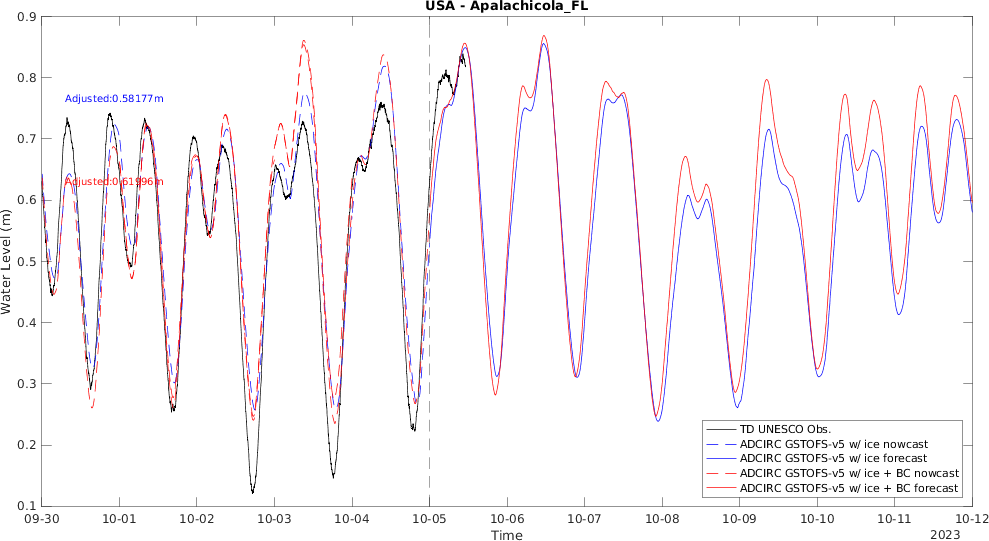 USA - Apalachicola_FL
0.9
0.8
0.7
0.6
0.5
0.4
0.3
0.2
0.1
Water Level (m)
Adjusted:0.58177m
Adjusted:0.61996m
TD UNESCO Obs.
ADCIRC GSTOFS-v5 w/ ice nowcast
ADCIRC GSTOFS-v5 w/ ice forecast
ADCIRC GSTOFS-v5 w/ ice + BC nowcast
ADCIRC GSTOFS-v5 w/ ice + BC forecast
09-30 10-01 10-02 10-03 10-04 10-05 10-06 10-07 10-08 10-09 10-10 10-11 10-12
Time
2023